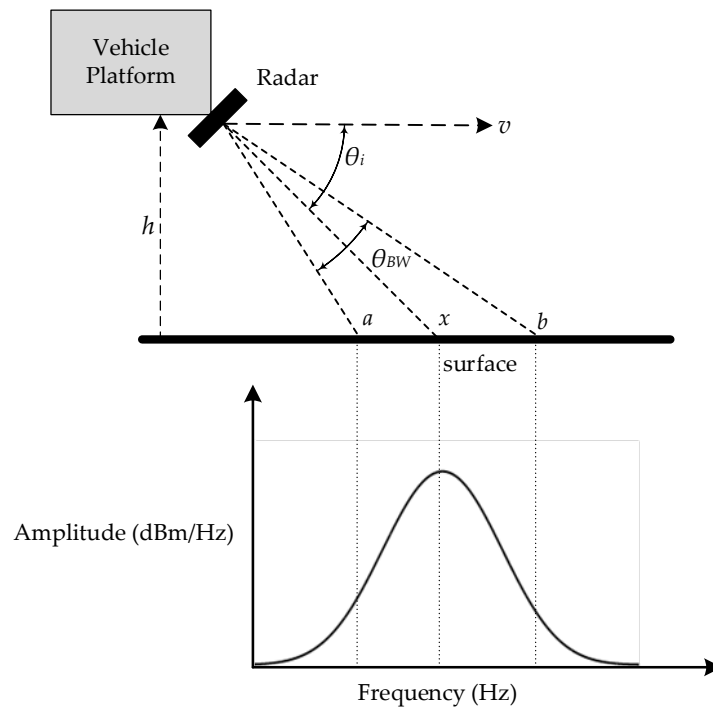 Vehicle
Platform
Radar
v
θi
h
θBW
a
x
b
surface
Amplitude (dBm/Hz)
Frequency (Hz)